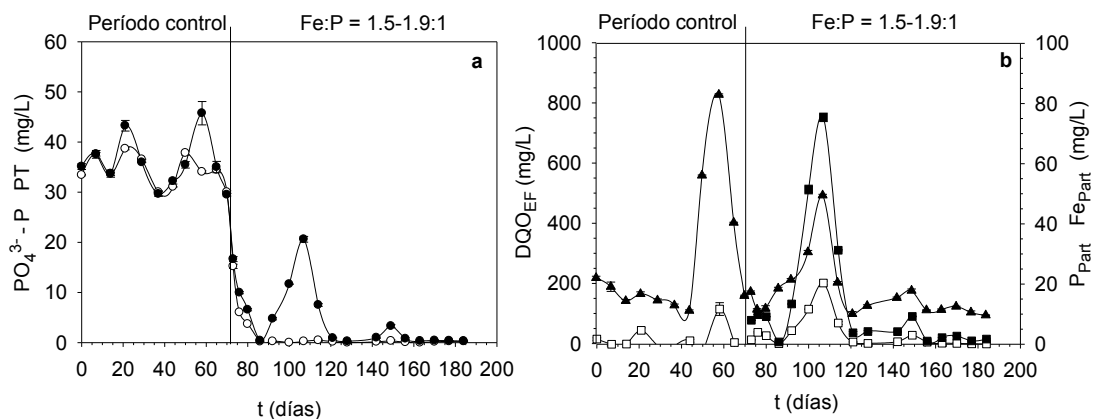 Período control
Fe:P = 1.5-1.9:1
a
PO₄³⁻ - P PT (mg/L)
60
50
40
30
20
10
0
0 20 40 60 80 100 120 140 160 180 200
t (días)
Período control
Fe:P = 1.5-1.9:1
b
DQO_EF (mg/L)
1000
800
600
400
200
0
0 20 40 60 80 100 120 140 160 180 200
t (días)
100
80
60
40
20
0
P_Part Fe_Part (mg/L)